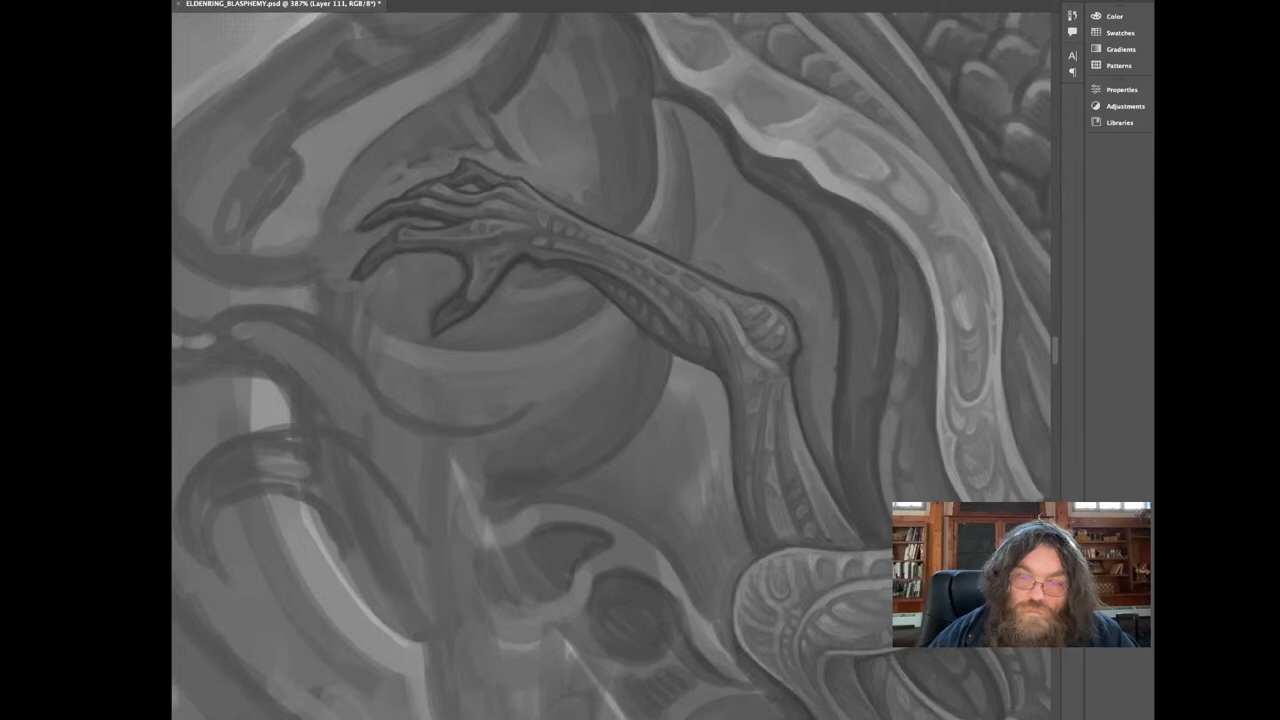 ELDENRING_BLASPHEMY.psd @ 387% (Layer 111, RGB/8*) *
Color
Swatches
Gradients
Patterns
Properties
Adjustments
Libraries